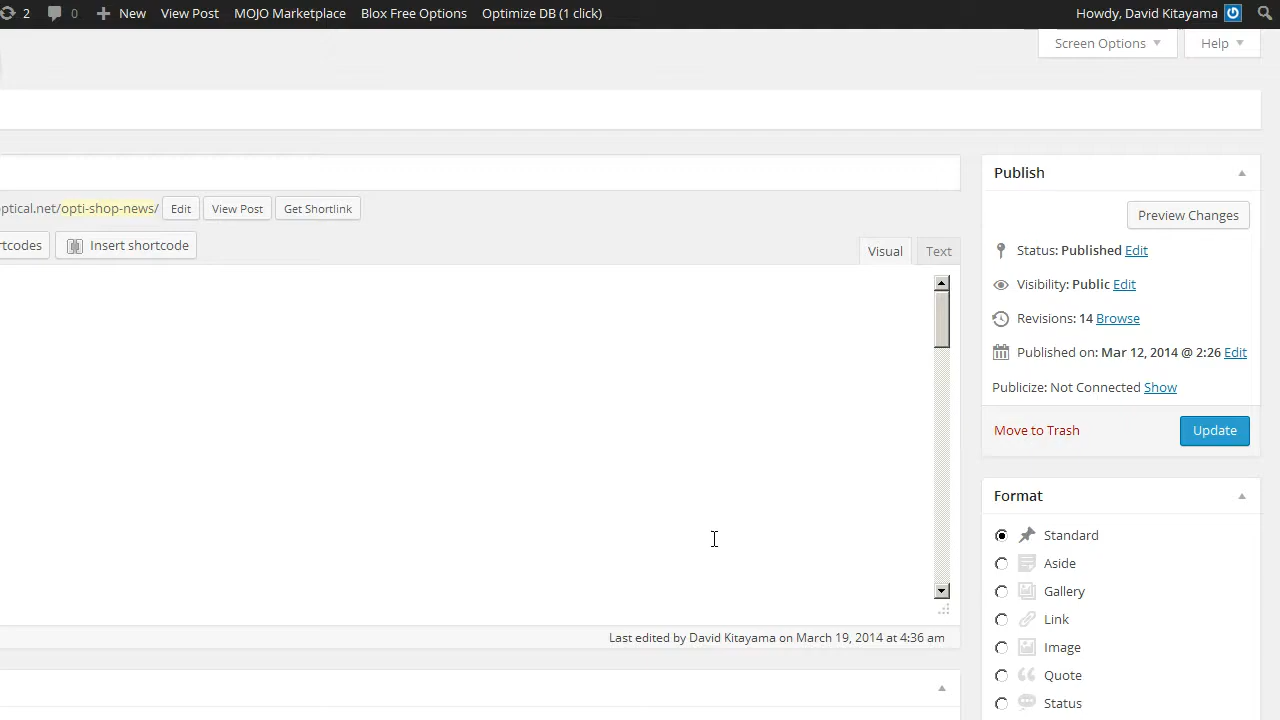 2 0 New View Post MOJO Marketplace Blox Free Options Optimize DB (1 click) Howdy, David Kitayama
Screen Options Help
Publish
ptical.net/opti-shop-news/ Edit View Post Get Shortlink
Preview Changes
rtcodes Insert shortcode
Visual Text
Status: Published Edit
Visibility: Public Edit
Revisions: 14 Browse
Published on: Mar 12, 2014 @ 2:26 Edit
Publicize: Not Connected Show
Move to Trash Update
Format
Standard
Aside
Gallery
Link
Image
Quote
Status
Last edited by David Kitayama on March 19, 2014 at 4:36 am